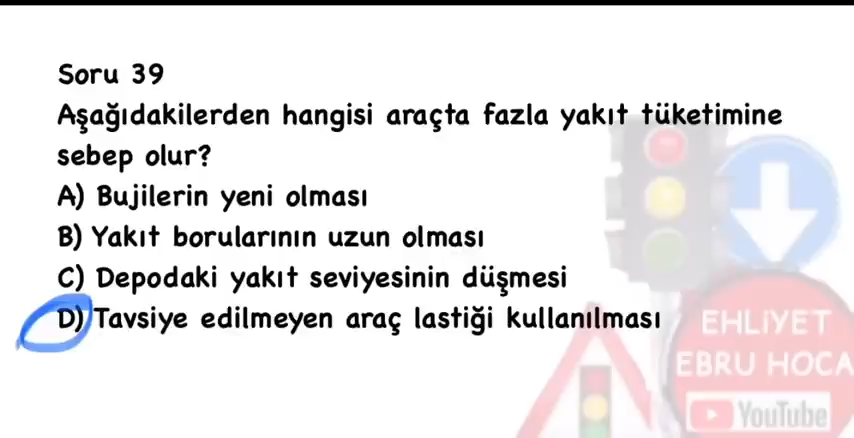 Soru 39
Aşağıdakilerden hangisi araçta fazla yakıt tüketimine
sebep olur?
A) Bujilerin yeni olması
B) Yakıt borularının uzun olması
C) Depodaki yakıt seviyesinin düşmesi
D) Tavsiye edilmeyen araç lastiği kullanılması
EHLİYET
EBRU HOCA
YouTube